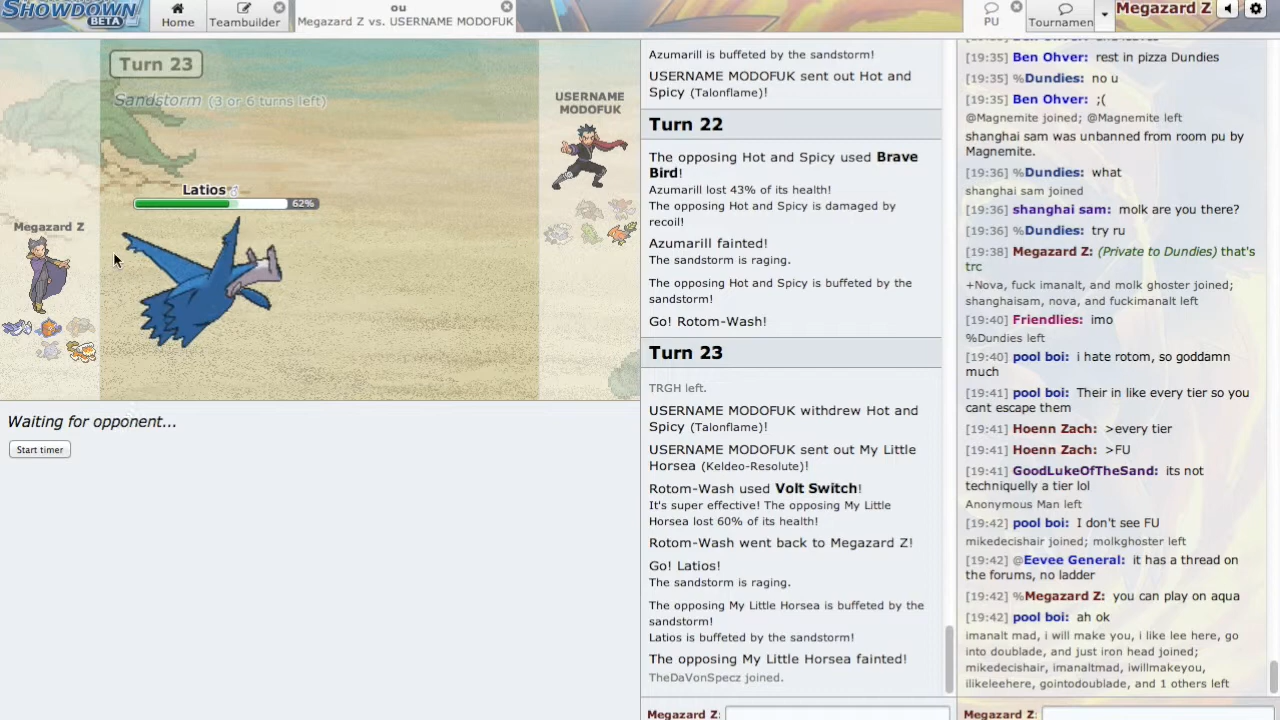 SHOWDOWN
BETA
Home
Teambuilder
ou
Megazard Z vs. USERNAME MODOFUK
PU
Tournamen
Megazard Z
Turn 23
Sandstorm (3 or 6 turns left)
USERNAME
MODOFUK
Latios ♂
62%
Megazard Z
Waiting for opponent...
Start timer
Azumarill is buffeted by the sandstorm!
USERNAME MODOFUK sent out Hot and
Spicy (Talonflame)!
Turn 22
The opposing Hot and Spicy used Brave
Bird!
Azumarill lost 43% of its health!
The opposing Hot and Spicy is damaged by
recoil!
Azumarill fainted!
The sandstorm is raging.
The opposing Hot and Spicy is buffeted by the
sandstorm!
Go! Rotom-Wash!
Turn 23
TRGH left.
USERNAME MODOFUK withdrew Hot and
Spicy (Talonflame)!
USERNAME MODOFUK sent out My Little
Horsea (Keldeo-Resolute)!
Rotom-Wash used Volt Switch!
It's super effective! The opposing My Little
Horsea lost 60% of its health!
Rotom-Wash went back to Megazard Z!
Go! Latios!
The sandstorm is raging.
The opposing My Little Horsea is buffeted by the
sandstorm!
Latios is buffeted by the sandstorm!
The opposing My Little Horsea fainted!
TheDaVonSpecz joined.
Megazard Z:
[19:35] Ben Ohver: rest in pizza Dundies
[19:35] %Dundies: no u
[19:35] Ben Ohver: ;(
@Magnemite joined; @Magnemite left
shanghai sam was unbanned from room pu by
Magnemite.
[19:36] %Dundies: what
shanghai sam joined
[19:36] shanghai sam: molk are you there?
[19:36] %Dundies: try ru
[19:38] Megazard Z: (Private to Dundies) that's
trc
+Nova, fuck imanalt, and molk ghoster joined;
shanghaisam, nova, and fuckimanalt left
[19:40] Friendlies: imo
%Dundies left
[19:40] pool boi: i hate rotom, so goddamn
much
[19:41] pool boi: Their in like every tier so you
cant escape them
[19:41] Hoenn Zach: >every tier
[19:41] Hoenn Zach: >FU
[19:41] GoodLukeOfTheSand: its not
techniquelly a tier lol
Anonymous Man left
[19:42] pool boi: I don't see FU
mikedecishair joined; molkghoster left
[19:42] @Eevee General: it has a thread on
the forums, no ladder
[19:42] %Megazard Z: you can play on aqua
[19:42] pool boi: ah ok
imanalt mad, i will make you, i like lee here, go
into doublade, and just iron head joined;
mikedecishair, imanaltmad, iwillmakeyou,
ilikeleehere, gointodoublade, and 1 others left
Megazard Z: